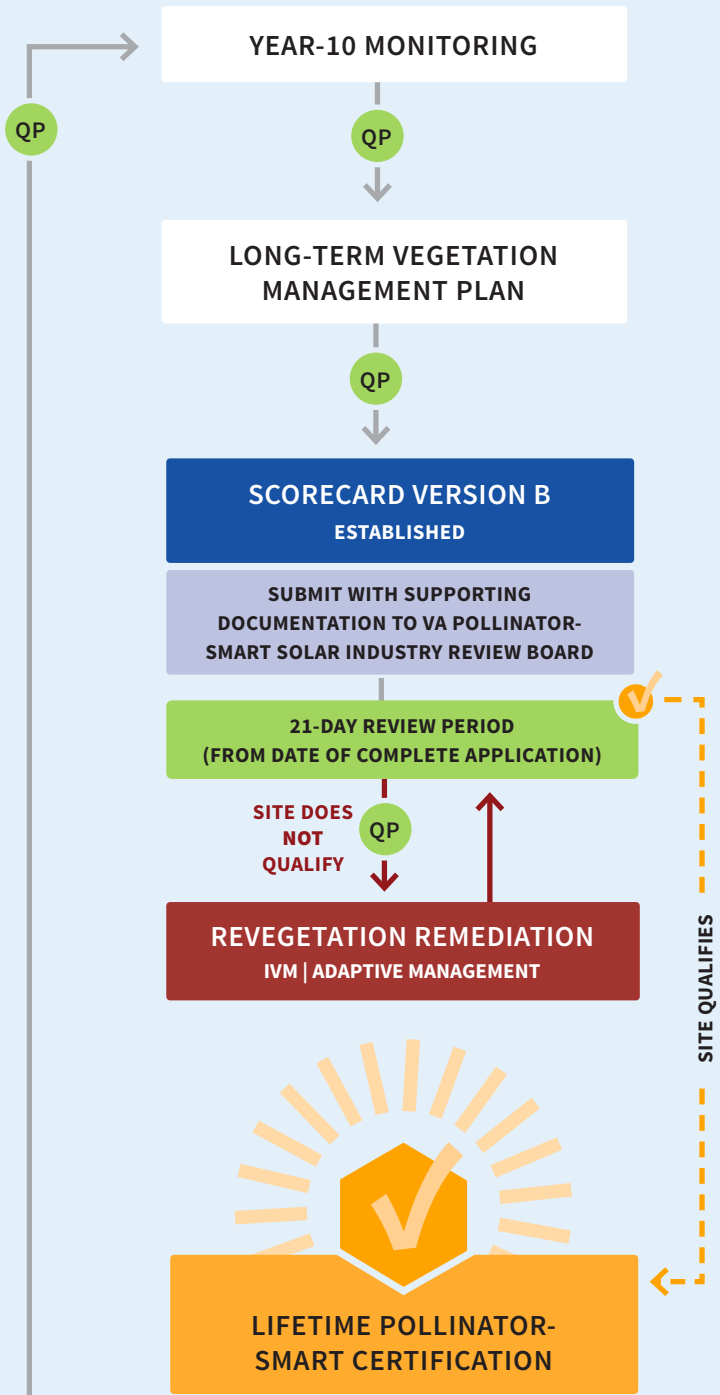 YEAR-10 MONITORING
QP
QP
LONG-TERM VEGETATION
MANAGEMENT PLAN
QP
SCORECARD VERSION B
ESTABLISHED
SUBMIT WITH SUPPORTING
DOCUMENTATION TO VA POLLINATOR-
SMART SOLAR INDUSTRY REVIEW BOARD
21-DAY REVIEW PERIOD
(FROM DATE OF COMPLETE APPLICATION)
SITE DOES
NOT
QUALIFY
QP
REVEGETATION REMEDIATION
IVM | ADAPTIVE MANAGEMENT
SITE QUALIFIES
LIFETIME POLLINATOR-
SMART CERTIFICATION